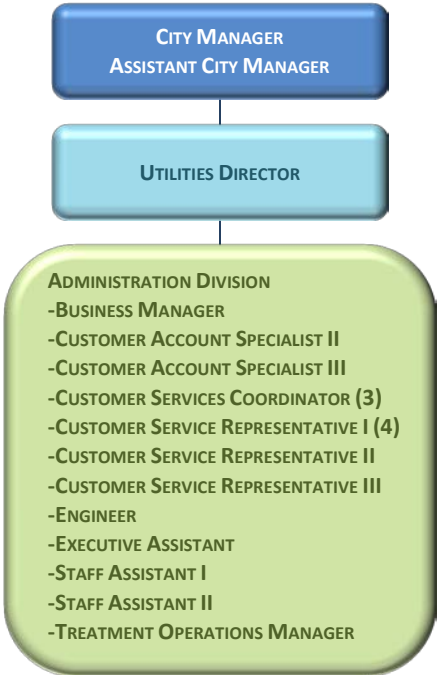 City Manager
Assistant City Manager
Utilities Director
Administration Division
-Business Manager
-Customer Account Specialist II
-Customer Account Specialist III
-Customer Services Coordinator (3)
-Customer Service Representative I (4)
-Customer Service Representative II
-Customer Service Representative III
-Engineer
-Executive Assistant
-Staff Assistant I
-Staff Assistant II
-Treatment Operations Manager